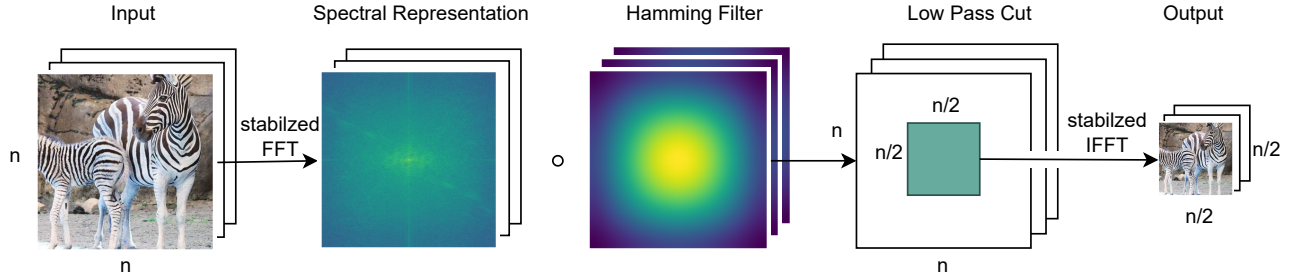 Input
Spectral Representation
Hamming Filter
Low Pass Cut
Output
n
n
stabilzed
FFT
n
n/2
n/2
n
stabilzed
IFFT
n/2
n/2